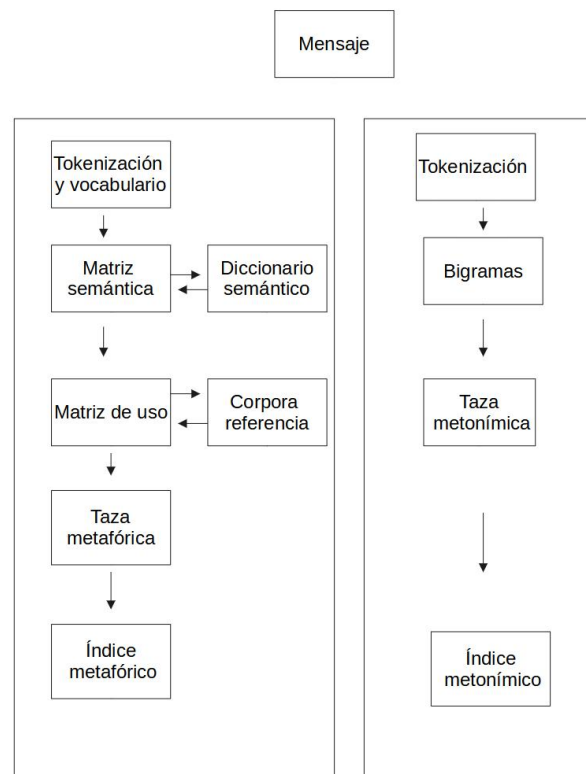 Mensaje
Tokenización
y vocabulario
Matriz
semántica
Diccionario
semántico
Matriz de uso
Corpora
referencia
Taza
metafórica
Índice
metafórico
Tokenización
Bigramas
Taza
metonímica
Índice
metonímico